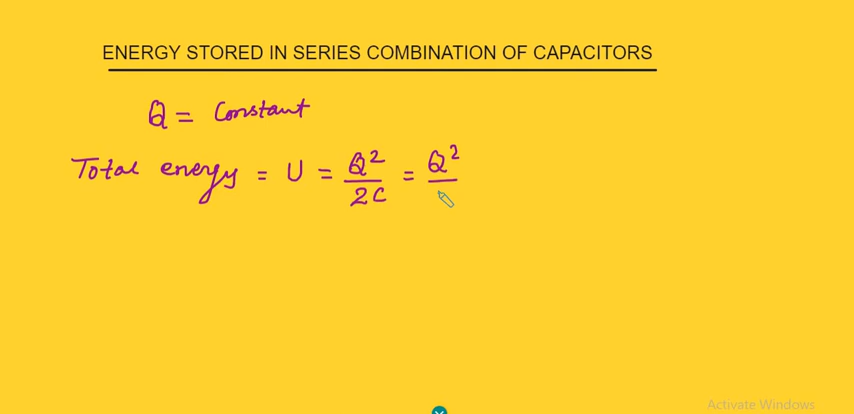 ENERGY STORED IN SERIES COMBINATION OF CAPACITORS
Q = Constant
Total energy = U = Q²/2C = Q²/
Activate Windows